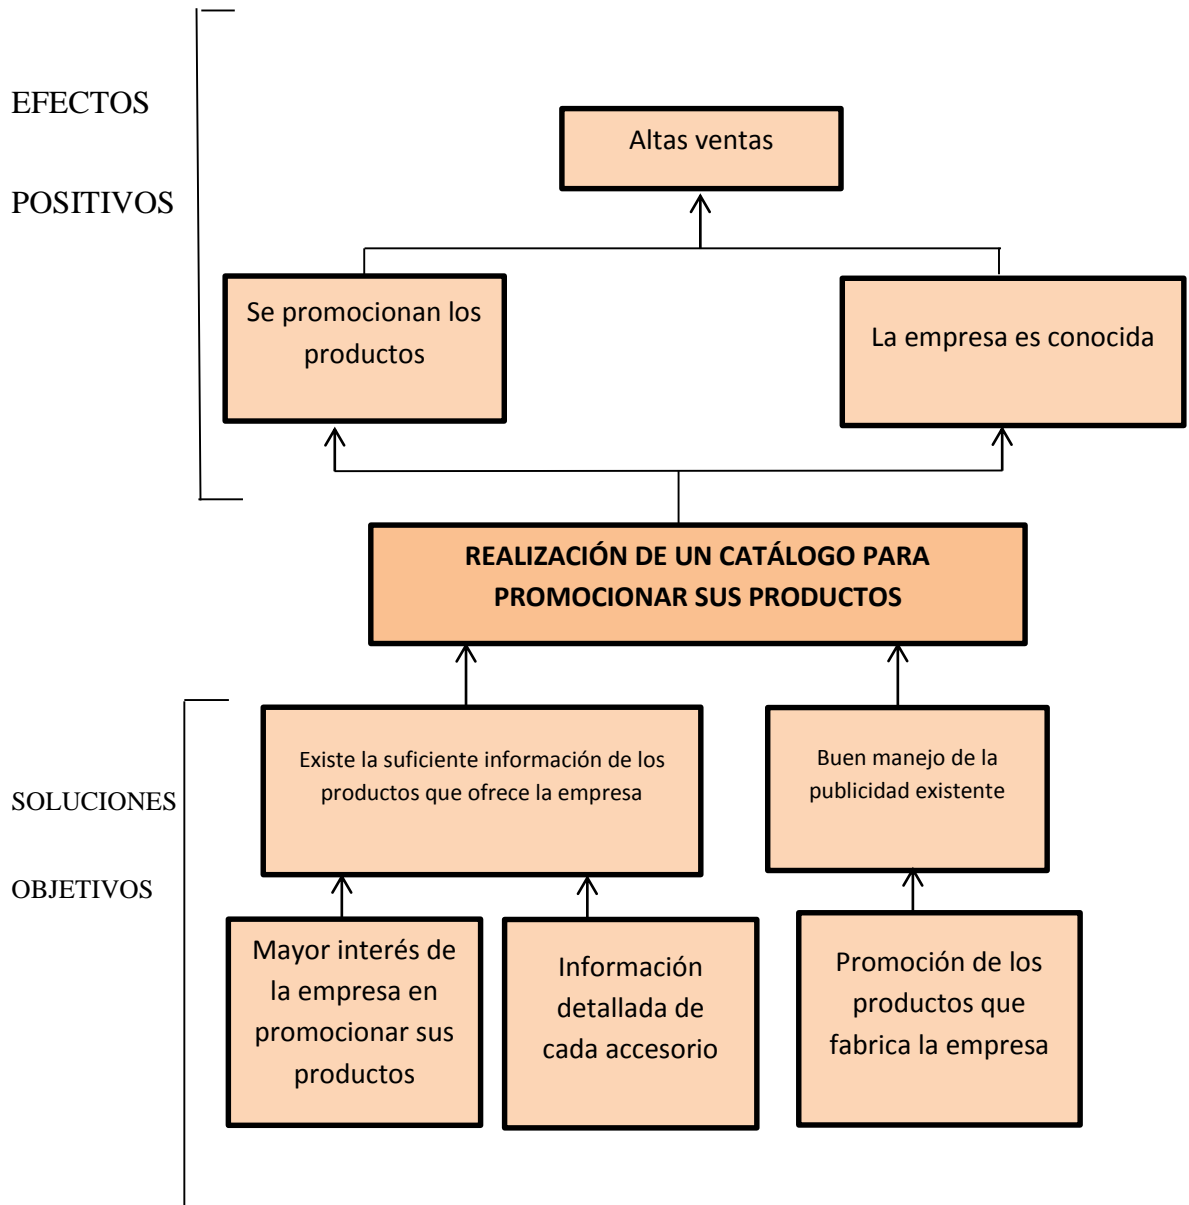 EFECTOS
POSITIVOS
Altas ventas
Se promocionan los
productos
La empresa es conocida
REALIZACIÓN DE UN CATÁLOGO PARA
PROMOCIONAR SUS PRODUCTOS
SOLUCIONES
OBJETIVOS
Existe la suficiente información de los
productos que ofrece la empresa
Buen manejo de la
publicidad existente
Mayor interés de
la empresa en
promocionar sus
productos
Información
detallada de
cada accesorio
Promoción de los
productos que
fabrica la empresa